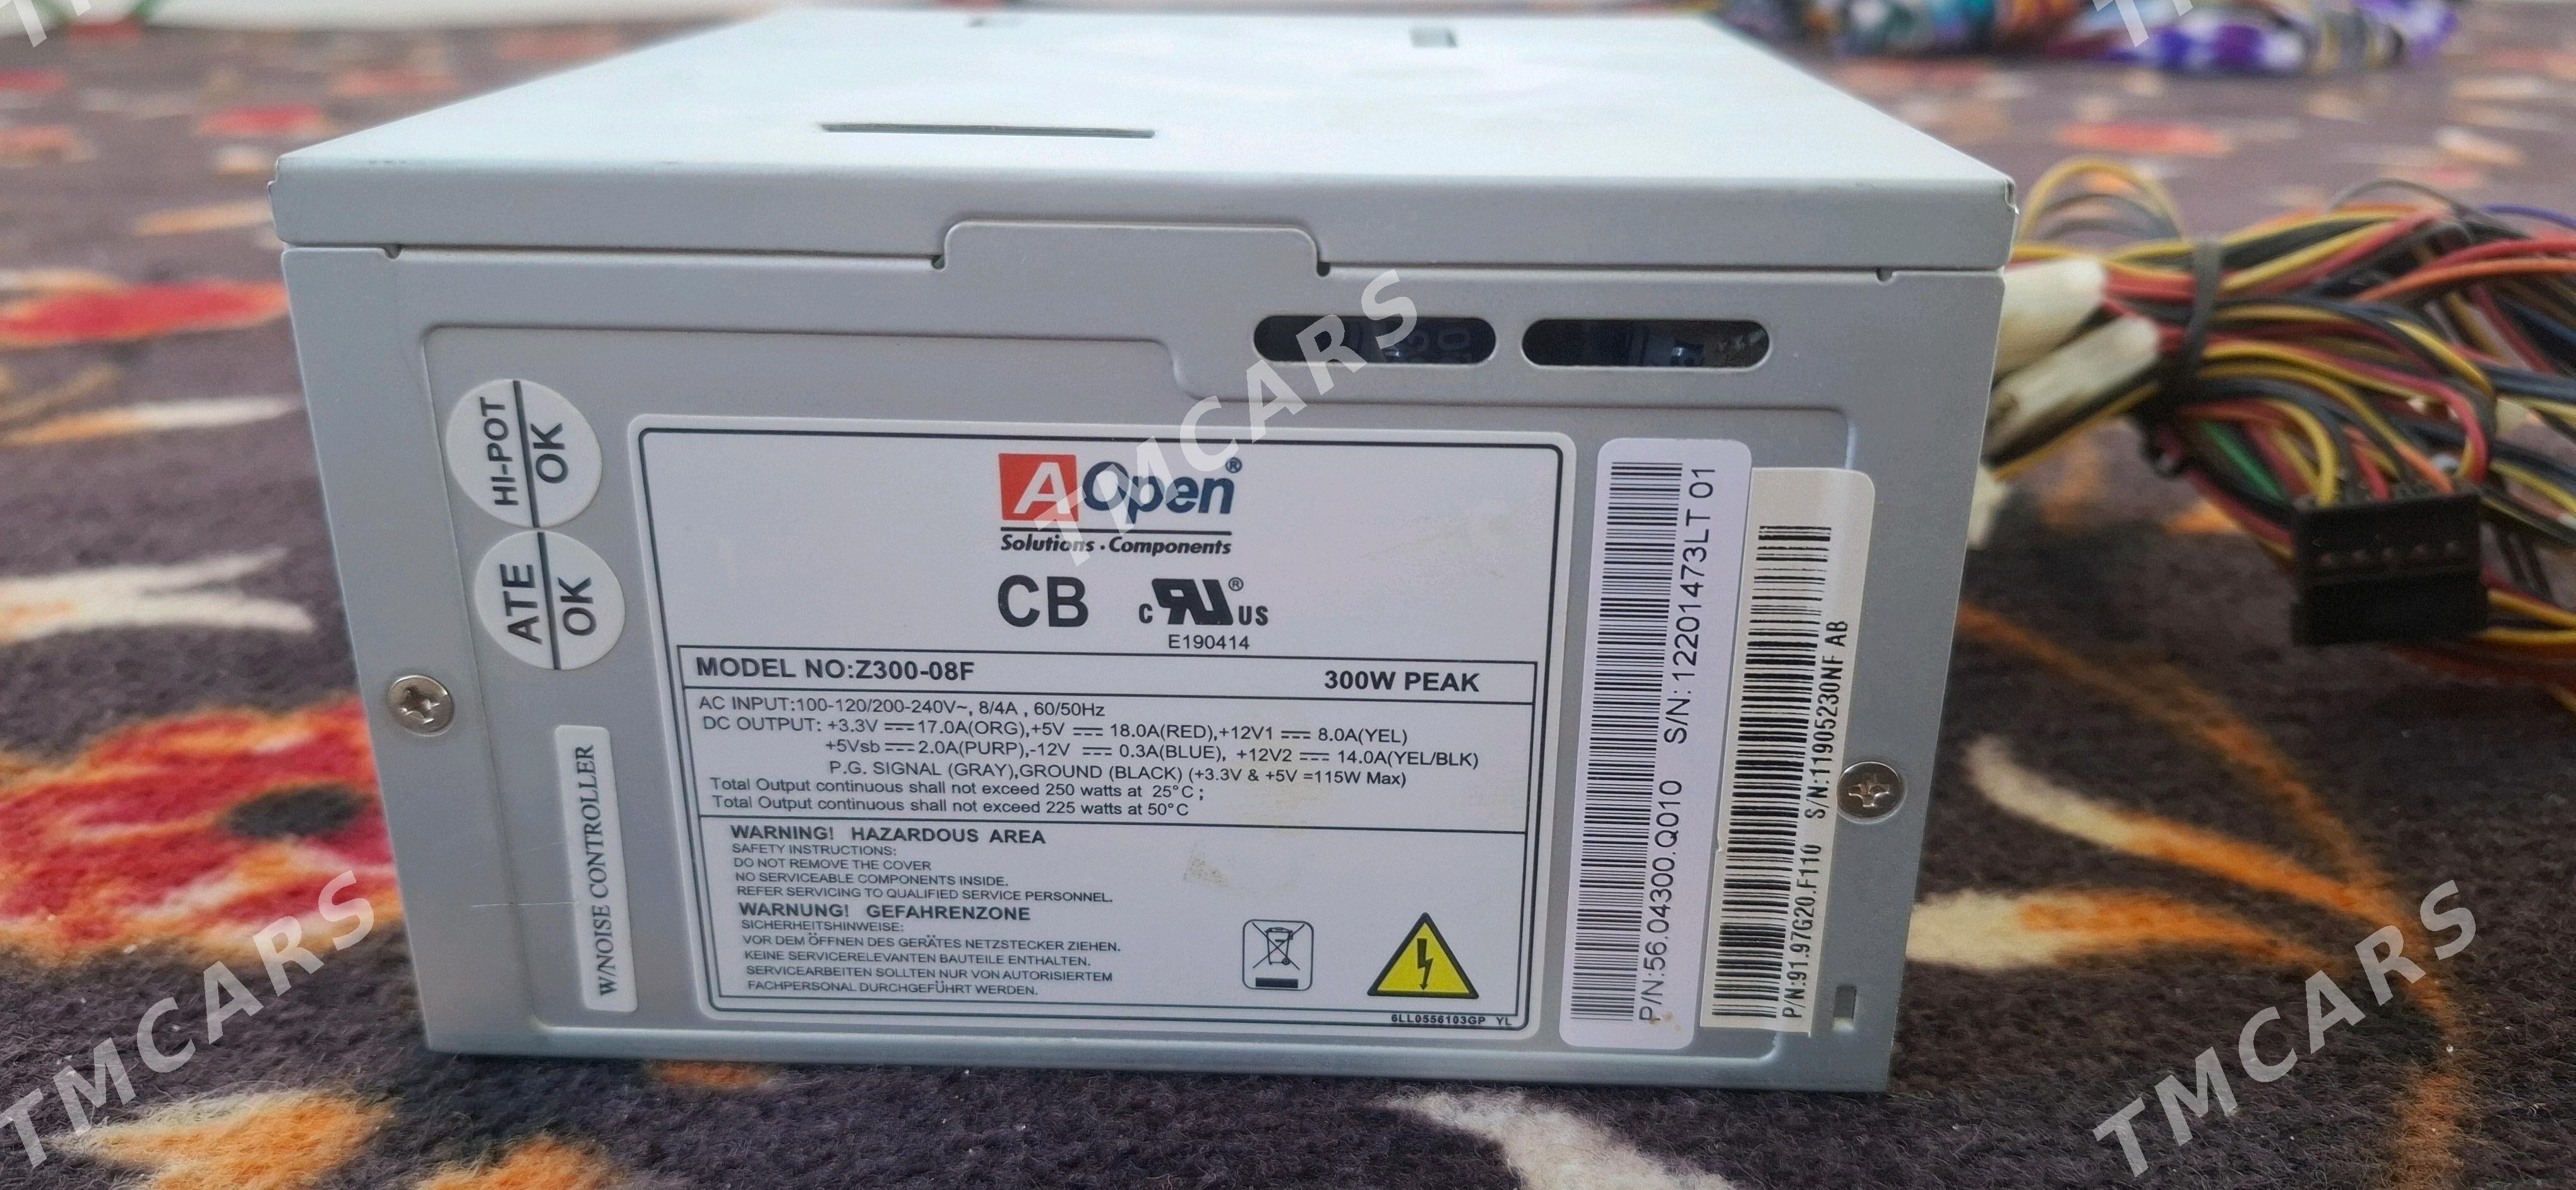 HI-POT
OK
ATE
OK
W/NOISE CONTROLLER
AOpen®
Solutions · Components
CB
c RU® US
E190414
MODEL NO:Z300-08F 300W PEAK
AC INPUT:100-120/200-240V~, 8/4A , 60/50Hz
DC OUTPUT: +3.3V ⎓ 17.0A(ORG),+5V ⎓ 18.0A(RED),+12V1 ⎓ 8.0A(YEL)
+5Vsb ⎓ 2.0A(PURP),-12V ⎓ 0.3A(BLUE), +12V2 ⎓ 14.0A(YEL/BLK)
P.G. SIGNAL (GRAY),GROUND (BLACK) (+3.3V & +5V =115W Max)
Total Output continuous shall not exceed 250 watts at 25°C ;
Total Output continuous shall not exceed 225 watts at 50°C
WARNING! HAZARDOUS AREA
SAFETY INSTRUCTIONS:
DO NOT REMOVE THE COVER
NO SERVICEABLE COMPONENTS INSIDE.
REFER SERVICING TO QUALIFIED SERVICE PERSONNEL.
WARNUNG! GEFAHRENZONE
SICHERHEITSHINWEISE:
VOR DEM ÖFFNEN DES GERÄTES NETZSTECKER ZIEHEN.
KEINE SERVICERELEVANTEN BAUTEILE ENTHALTEN.
SERVICEARBEITEN SOLLTEN NUR VON AUTORISIERTEM
FACHPERSONAL DURCHGEFÜHRT WERDEN.
6LL0556103GP YL
P/N:56.04300.Q010 S/N:12201473LT 01
P/N:91.97G20.F110 S/N:11905230NF AB
TMCARS
TMCARS
TMCARS